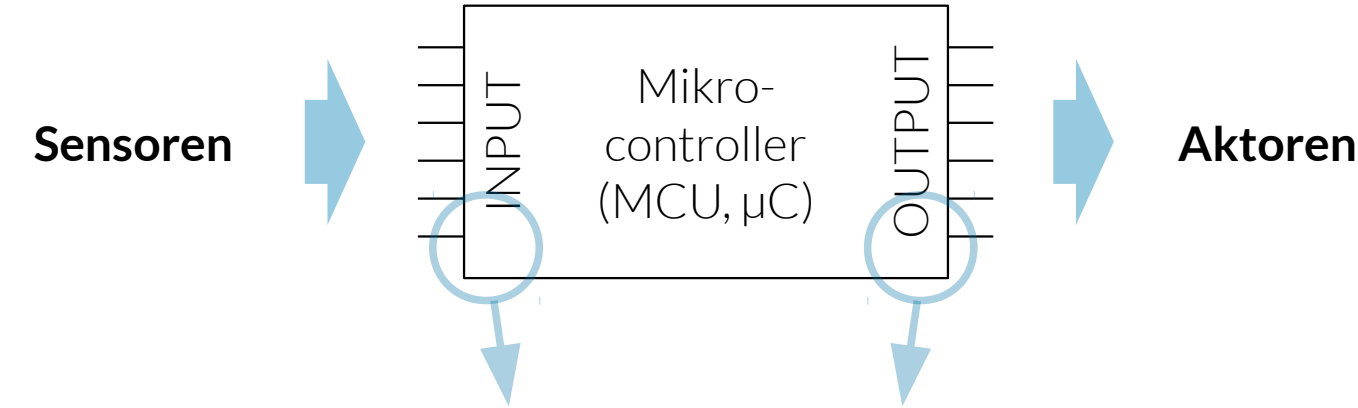 Sensoren
INPUT
Mikro-
controller
(MCU, µC)
OUTPUT
Aktoren